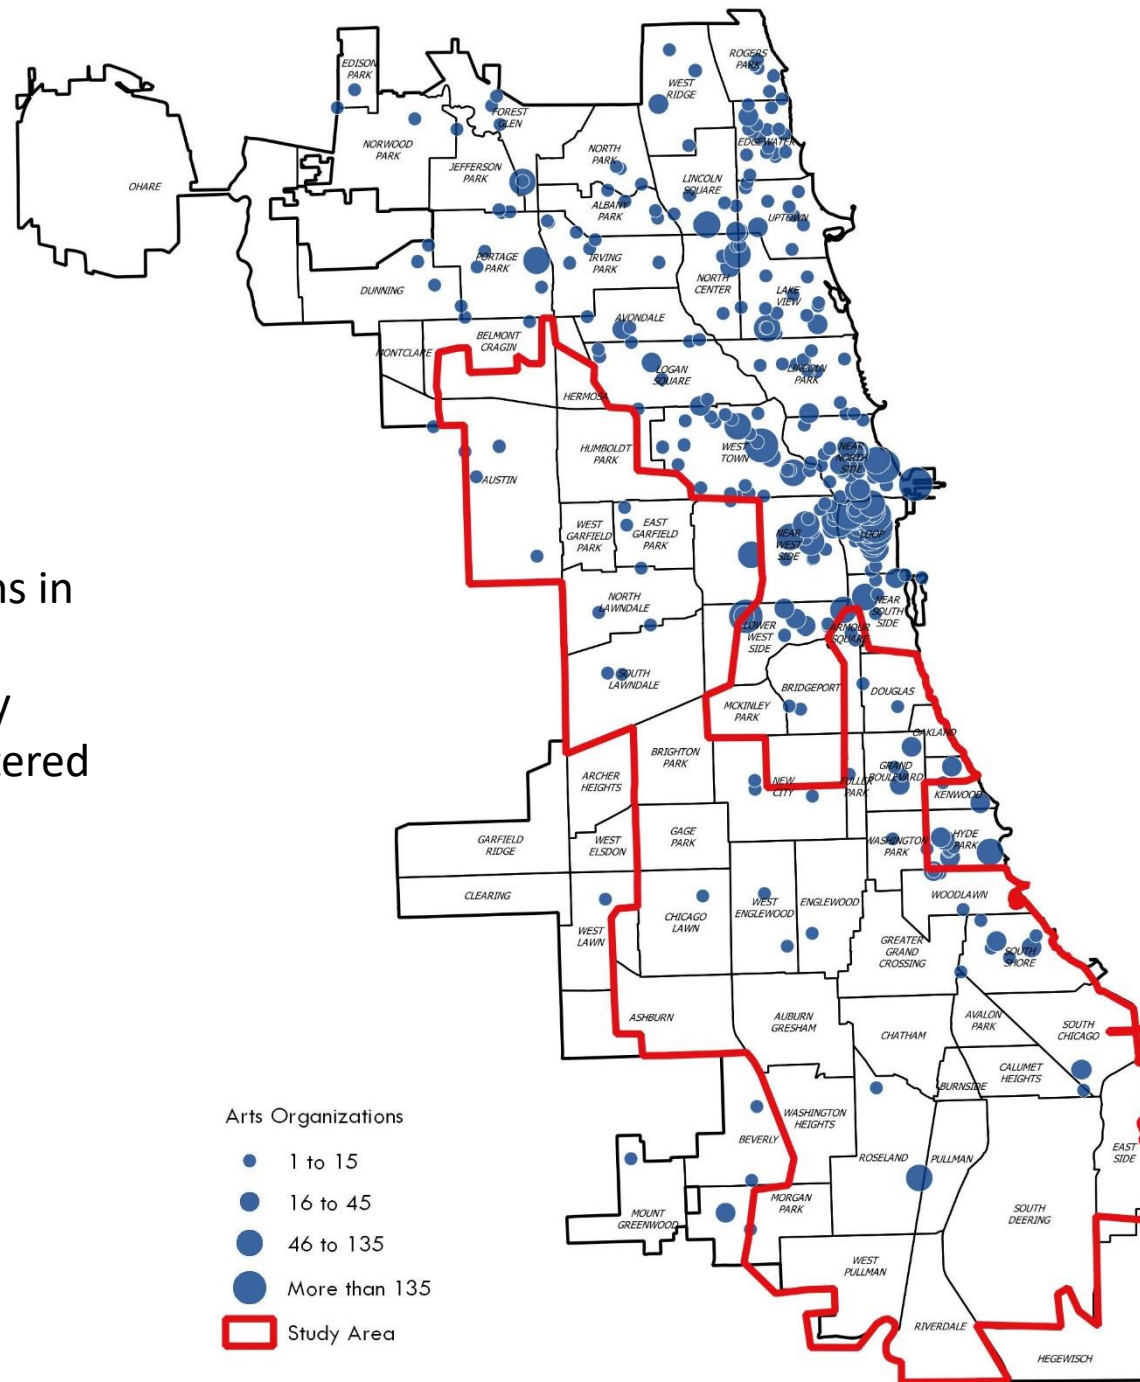 ns in
y
tered
EDISON
PARK
ROGERS
PARK
WEST
RIDGE
FOREST
GLEN
NORWOOD
PARK
JEFFERSON
PARK
NORTH
PARK
EDGEWATER
LINCOLN
SQUARE
OHARE
ALBANY
PARK
UPTOWN
PORTAGE
PARK
IRVING
PARK
NORTH
CENTER
DUNNING
LAKE
VIEW
AVONDALE
BELMONT
CRAGIN
MONTCLARE
LOGAN
SQUARE
LINCOLN
PARK
HERMOSA
HUMBOLDT
PARK
WEST
TOWN
NEAR
NORTH
SIDE
AUSTIN
WEST
GARFIELD
PARK
EAST
GARFIELD
PARK
NEAR
WEST
SIDE
LOOP
NORTH
LAWNDALE
NEAR
SOUTH
SIDE
LOWER
WEST
SIDE
ARMOUR
SQUARE
SOUTH
LAWNDALE
BRIDGEPORT
DOUGLAS
MCKINLEY
PARK
OAKLAND
BRIGHTON
PARK
ARCHER
HEIGHTS
NEW
CITY
FULLER
PARK
GRAND
BOULEVARD
KENWOOD
GARFIELD
RIDGE
WEST
ELSDON
GAGE
PARK
WASHINGTON
PARK
HYDE
PARK
CLEARING
WEST
LAWN
CHICAGO
LAWN
WEST
ENGLEWOOD
ENGLEWOOD
WOODLAWN
GREATER
GRAND
CROSSING
SOUTH
SHORE
ASHBURN
AUBURN
GRESHAM
CHATHAM
AVALON
PARK
SOUTH
CHICAGO
BURNSIDE
CALUMET
HEIGHTS
BEVERLY
WASHINGTON
HEIGHTS
ROSELAND
PULLMAN
EAST
SIDE
MOUNT
GREENWOOD
MORGAN
PARK
SOUTH
DEERING
WEST
PULLMAN
RIVERDALE
HEGEWISCH
Arts Organizations
1 to 15
16 to 45
46 to 135
More than 135
Study Area